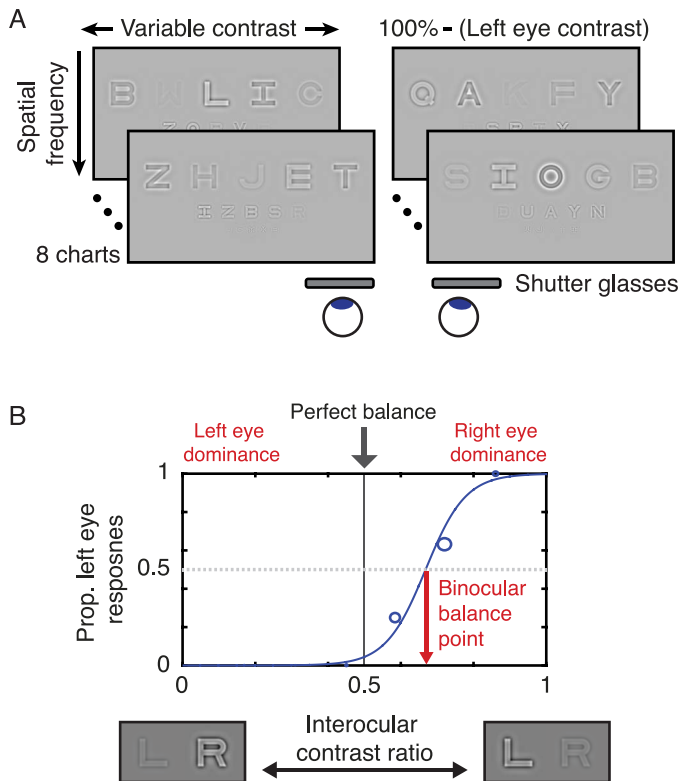 A
Variable contrast
100% - (Left eye contrast)
Spatial
frequency
B W L I C
Q A K F Y
Z H J E T
I Z B S R
S I O G B
D U A Y N
8 charts
Shutter glasses
B
Perfect balance
Left eye
dominance
Right eye
dominance
Prop. left eye
resposnes
1
0.5
0
Binocular
balance
point
0 0.5 1
L R
Interocular
contrast ratio
L R